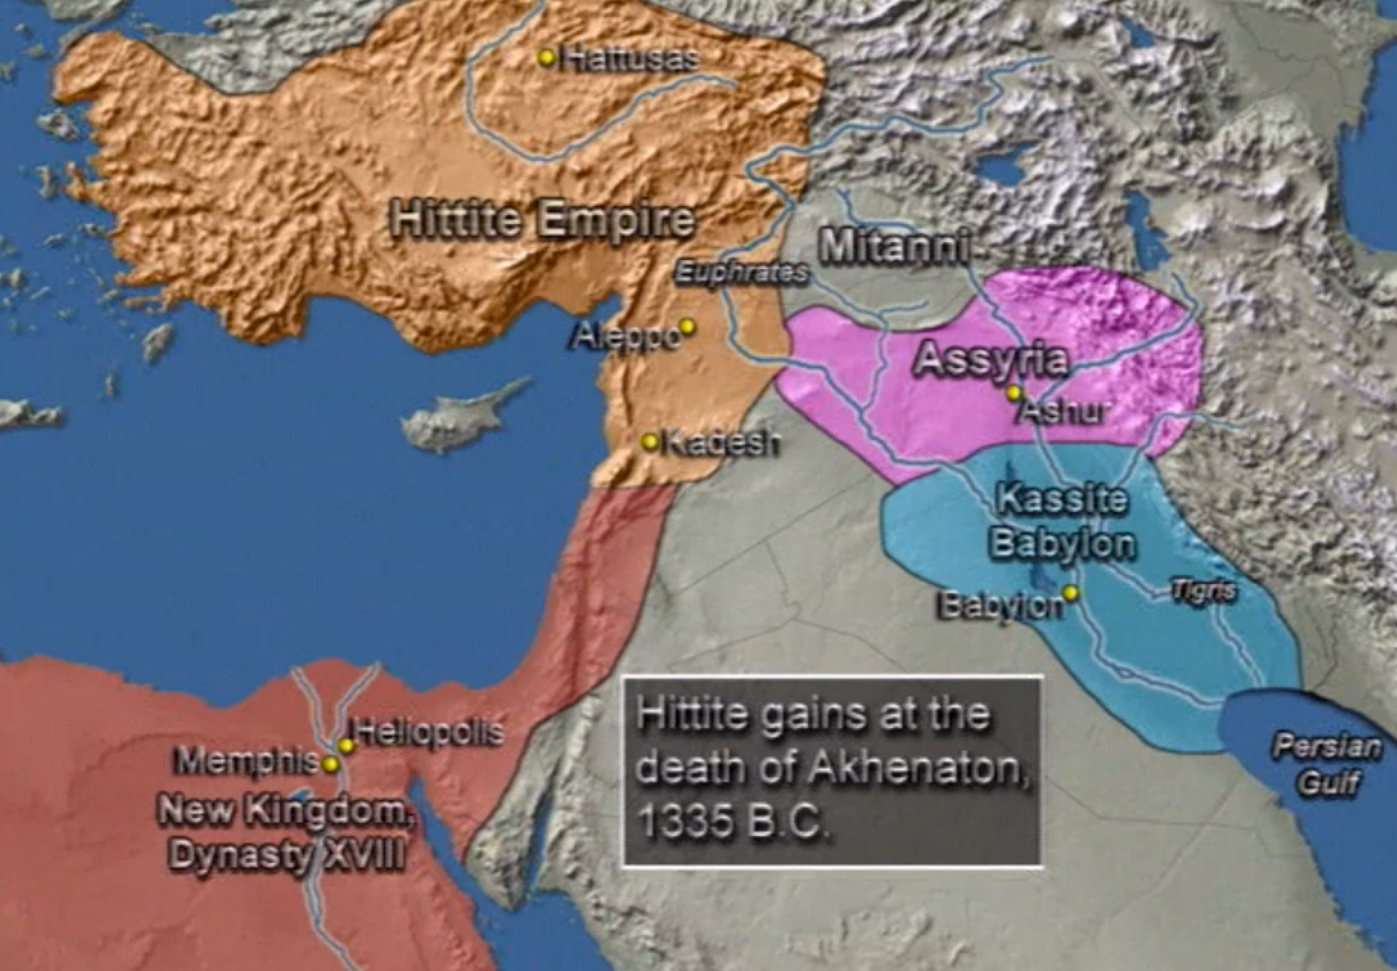 Hattusas
Hittite Empire
Mitanni
Euphrates
Aleppo
Assyria
Ashur
Kadesh
Kassite
Babylon
Tigris
Babylon
Hittite gains at the
death of Akhenaton,
1335 B.C.
Heliopolis
Memphis
New Kingdom,
Dynasty XVIII
Persian
Gulf